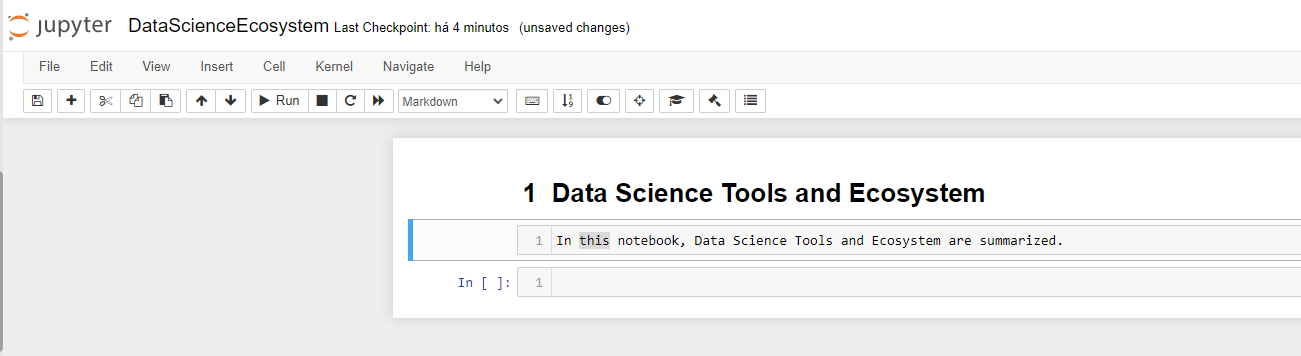 jupyter DataScienceEcosystem Last Checkpoint: há 4 minutos (unsaved changes)
File Edit View Insert Cell Kernel Navigate Help
Run Markdown
1 Data Science Tools and Ecosystem
1 In this notebook, Data Science Tools and Ecosystem are summarized.
In [ ]: 1